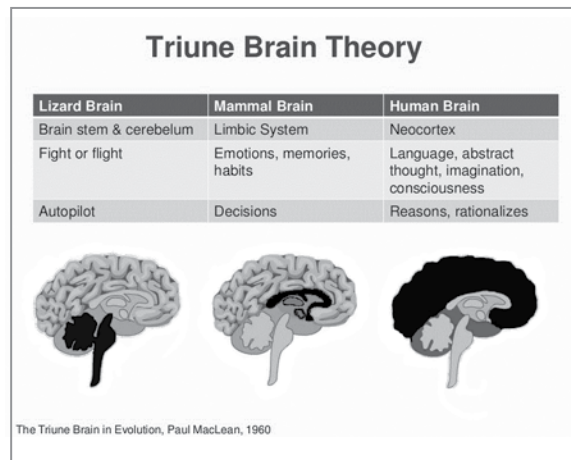 Triune Brain Theory
Lizard Brain
Mammal Brain
Human Brain
Brain stem & cerebelum
Limbic System
Neocortex
Fight or flight
Emotions, memories,
habits
Language, abstract
thought, imagination,
consciousness
Autopilot
Decisions
Reasons, rationalizes
The Triune Brain in Evolution, Paul MacLean, 1960